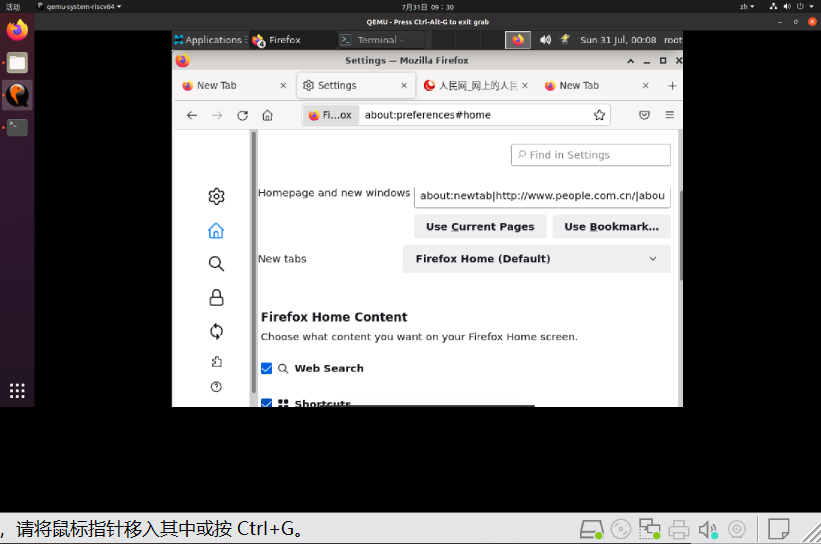 活动 qemu-system-riscv64 7月31日 09：30 zh
QEMU - Press Ctrl-Alt-G to exit grab
Applications Firefox Terminal - Sun 31 Jul, 00:08 root
Settings — Mozilla Firefox
New Tab Settings 人民网_网上的人民 New Tab
Fi...ox about:preferences#home
Find in Settings
Homepage and new windows about:newtab|http://www.people.com.cn/|abou
Use Current Pages Use Bookmark...
New tabs Firefox Home (Default)
Firefox Home Content
Choose what content you want on your Firefox Home screen.
Web Search
Shortcuts
，请将鼠标指针移入其中或按 Ctrl+G。